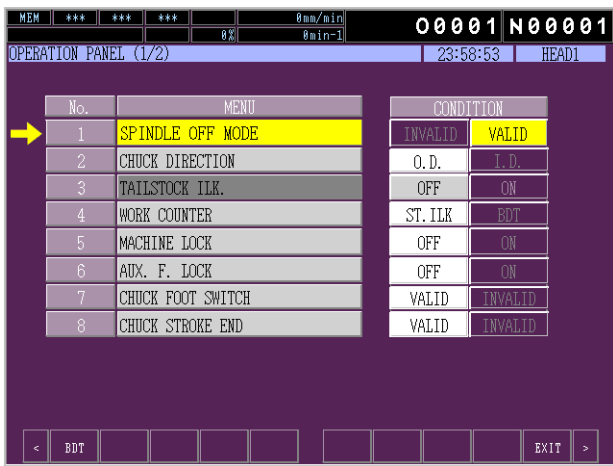 MEM *** *** *** 0mm/min O0001 N00001
0% 0min-1
OPERATION PANEL (1/2) 23:58:53 HEAD1
No. MENU CONDITION
1 SPINDLE OFF MODE INVALID VALID
2 CHUCK DIRECTION O.D. I.D.
3 TAILSTOCK ILK. OFF ON
4 WORK COUNTER ST.ILK BDT
5 MACHINE LOCK OFF ON
6 AUX. F. LOCK OFF ON
7 CHUCK FOOT SWITCH VALID INVALID
8 CHUCK STROKE END VALID INVALID
< BDT EXIT >